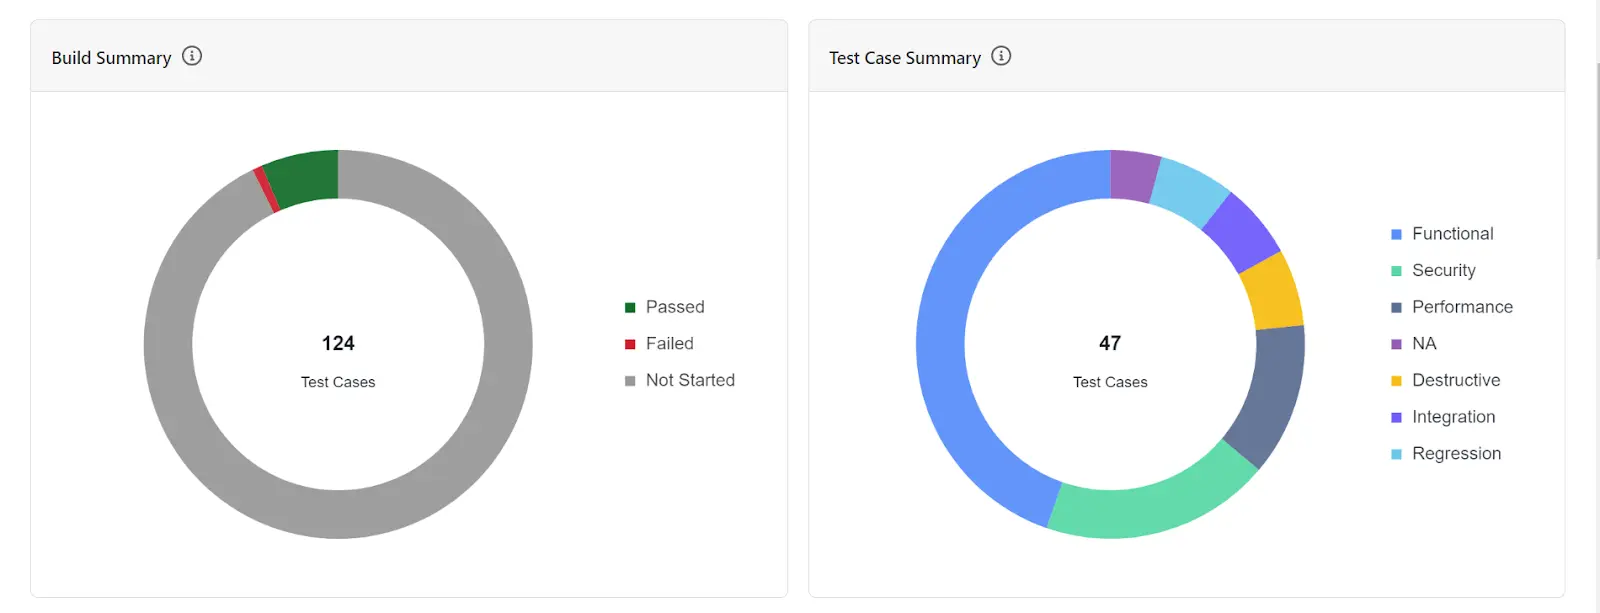 Build Summary
124
Test Cases
Passed
Failed
Not Started
Test Case Summary
47
Test Cases
Functional
Security
Performance
NA
Destructive
Integration
Regression